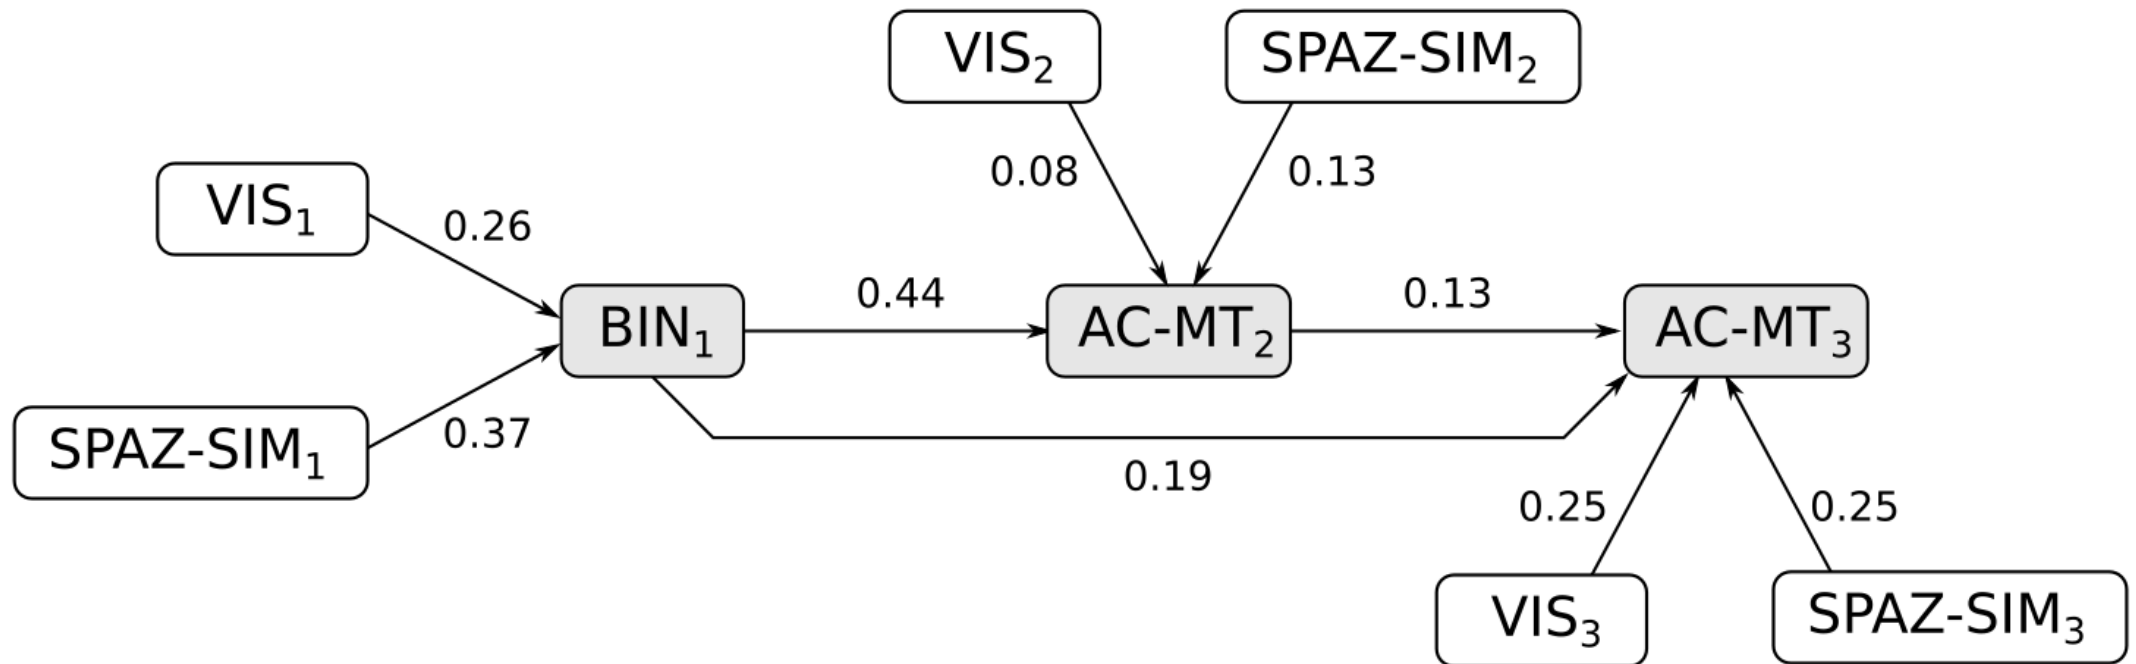 VIS₂
SPAZ-SIM₂
VIS₁
0.08
0.13
0.26
BIN₁
0.44
AC-MT₂
0.13
AC-MT₃
SPAZ-SIM₁
0.37
0.19
0.25
0.25
VIS₃
SPAZ-SIM₃